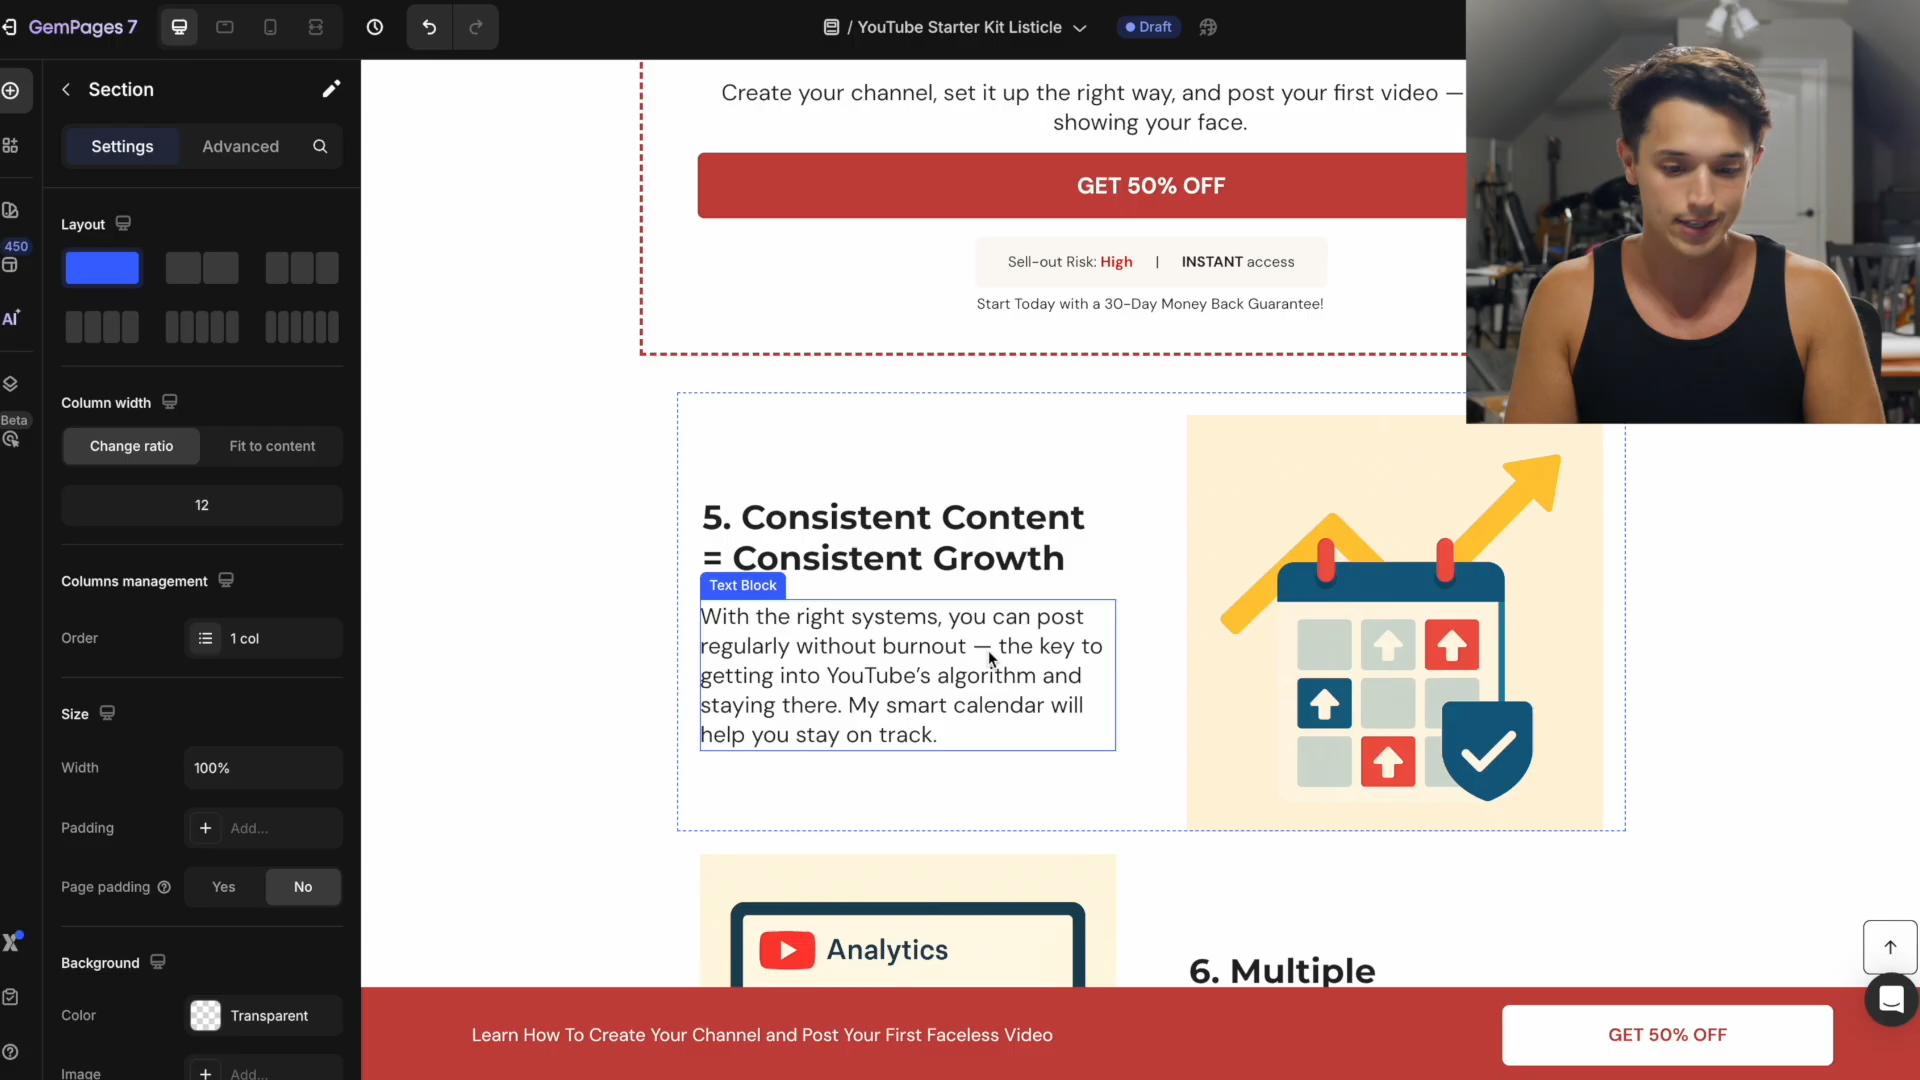 GemPages 7
/ YouTube Starter Kit Listicle
Draft
Section
Settings
Advanced
450
AI
Beta
Layout
Column width
Change ratio
Fit to content
12
Columns management
Order
1 col
Size
Width
100%
Padding
Add...
Page padding
Yes
No
Background
Color
Transparent
Image
Add...
Create your channel, set it up the right way, and post your first video —
showing your face.
GET 50% OFF
Sell-out Risk: High | INSTANT access
Start Today with a 30-Day Money Back Guarantee!
5. Consistent Content
= Consistent Growth
Text Block
With the right systems, you can post
regularly without burnout — the key to
getting into YouTube’s algorithm and
staying there. My smart calendar will
help you stay on track.
Analytics
6. Multiple
Learn How To Create Your Channel and Post Your First Faceless Video
GET 50% OFF